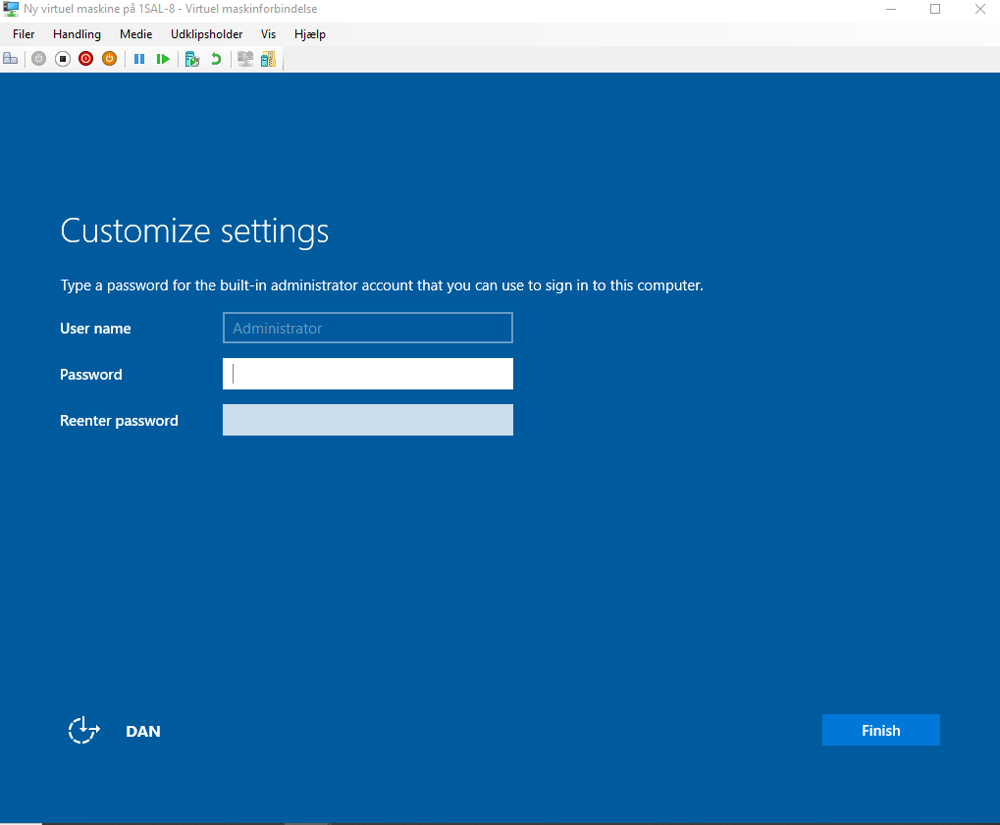 Ny virtuel maskine på 1SAL-8 - Virtuel maskinforbindelse
Filer Handling Medie Udklipsholder Vis Hjælp
Customize settings
Type a password for the built-in administrator account that you can use to sign in to this computer.
User name Administrator
Password
Reenter password
DAN Finish